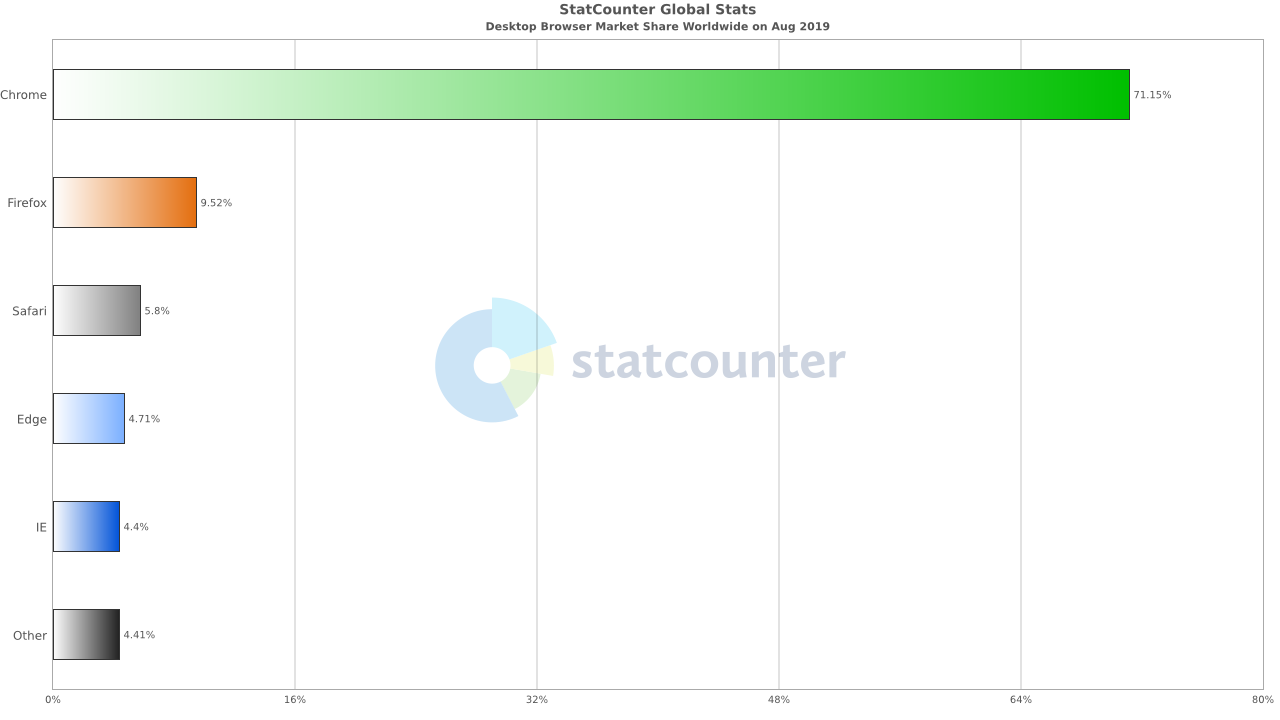 StatCounter Global Stats
Desktop Browser Market Share Worldwide on Aug 2019
Chrome 71.15%
Firefox 9.52%
Safari 5.8%
statcounter
Edge 4.71%
IE 4.4%
Other 4.41%
0% 16% 32% 48% 64% 80%